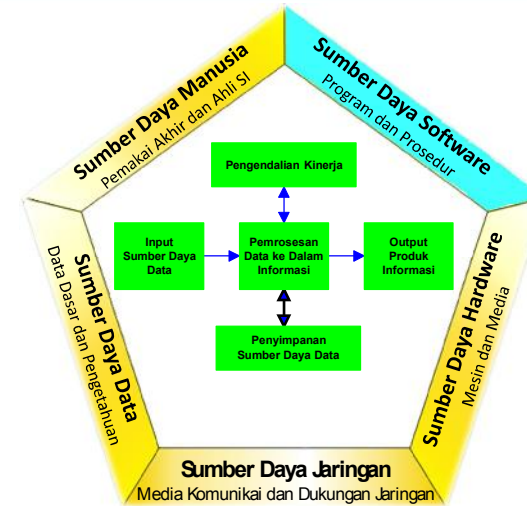 Sumber Daya Manusia
Pemakai Akhir dan Ahli SI
Sumber Daya Software
Program dan Prosedur
Pengendalian Kinerja
Input
Sumber Daya
Data
Pemrosesan
Data ke Dalam
Informasi
Output
Produk
Informasi
Penyimpanan
Sumber Daya Data
Sumber Daya Data
Data Dasar dan Pengetahuan
Sumber Daya Hardware
Mesin dan Media
Sumber Daya Jaringan
Media Komunikai dan Dukungan Jaringan